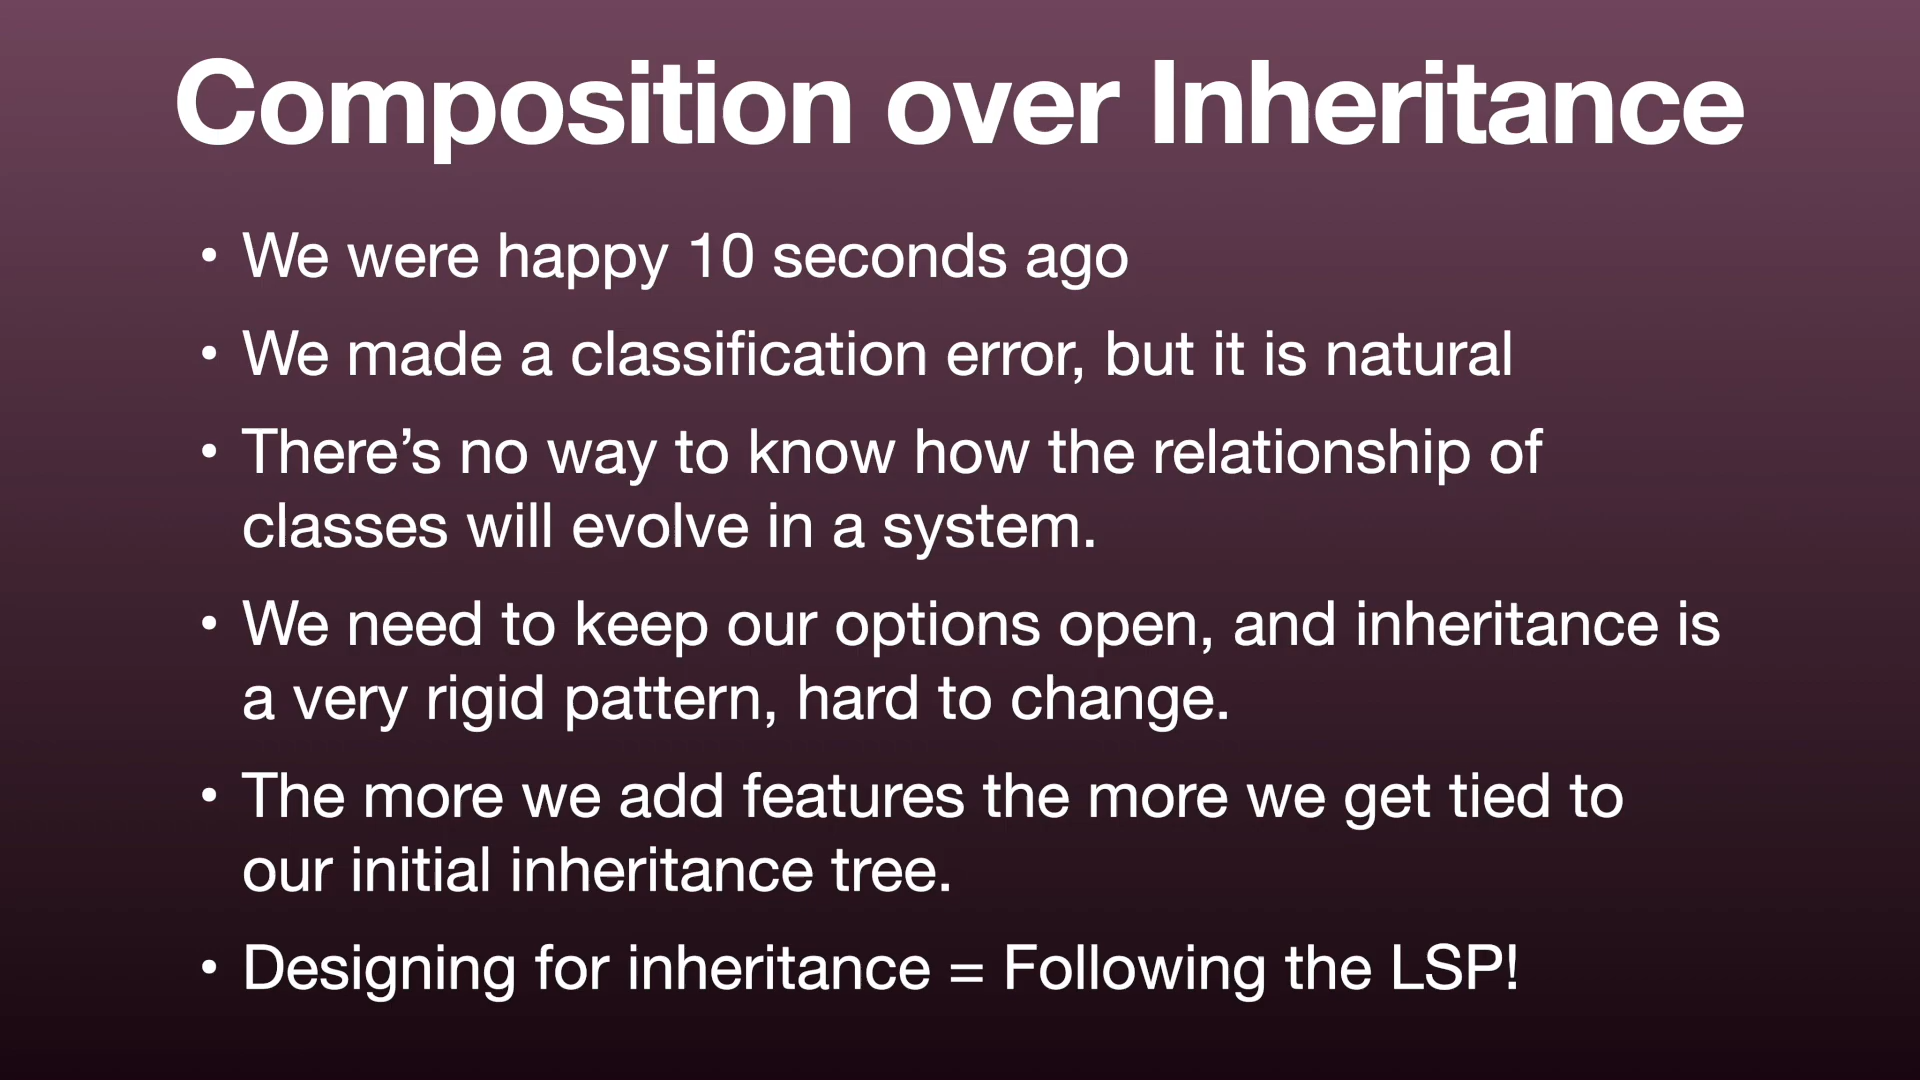 Composition over Inheritance
• We were happy 10 seconds ago
• We made a classification error, but it is natural
• There’s no way to know how the relationship of
classes will evolve in a system.
• We need to keep our options open, and inheritance is
a very rigid pattern, hard to change.
• The more we add features the more we get tied to
our initial inheritance tree.
• Designing for inheritance = Following the LSP!